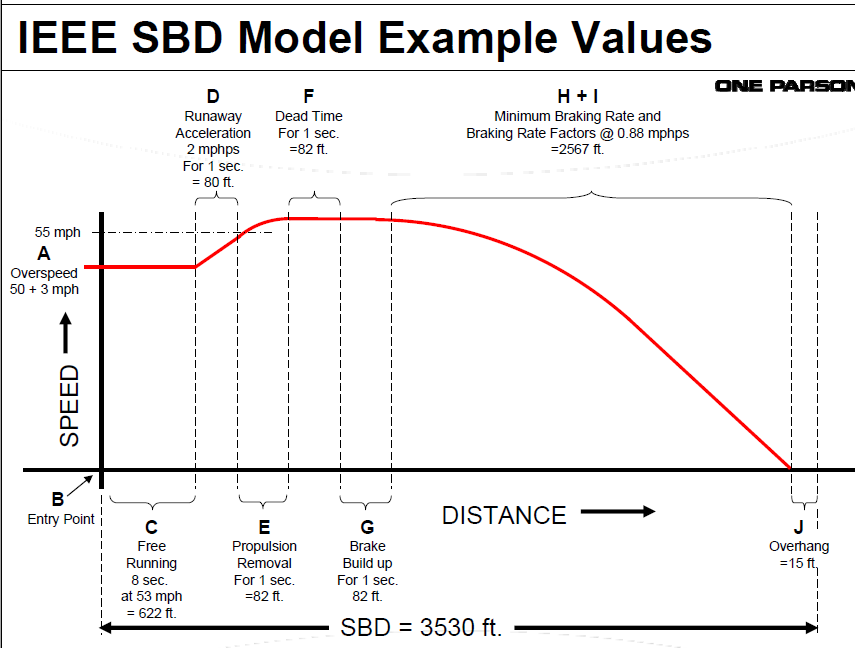 IEEE SBD Model Example Values
ONE PARSON
D
Runaway
Acceleration
2 mphps
For 1 sec.
= 80 ft.
F
Dead Time
For 1 sec.
=82 ft.
H + I
Minimum Braking Rate and
Braking Rate Factors @ 0.88 mphps
=2567 ft.
55 mph
A
Overspeed
50 + 3 mph
SPEED
B
Entry Point
C
Free
Running
8 sec.
at 53 mph
= 622 ft.
E
Propulsion
Removal
For 1 sec.
=82 ft.
G
Brake
Build up
For 1 sec.
82 ft.
DISTANCE
J
Overhang
=15 ft.
SBD = 3530 ft.